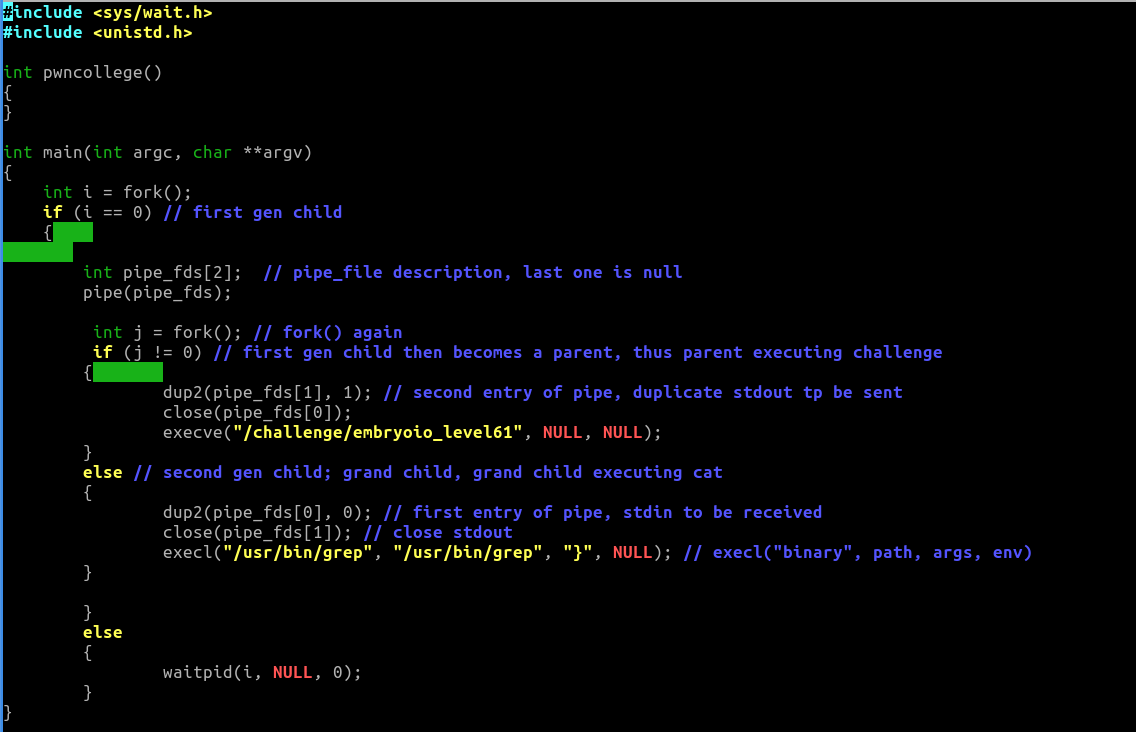 #include <sys/wait.h>
#include <unistd.h>

int pwncollege()
{
}

int main(int argc, char **argv)
{
    int i = fork();
    if (i == 0) // first gen child
    {

        int pipe_fds[2];  // pipe_file description, last one is null
        pipe(pipe_fds);

         int j = fork(); // fork() again
         if (j != 0) // first gen child then becomes a parent, thus parent executing challenge
        {
                dup2(pipe_fds[1], 1); // second entry of pipe, duplicate stdout tp be sent
                close(pipe_fds[0]);
                execve("/challenge/embryoio_level61", NULL, NULL);
        }
        else // second gen child; grand child, grand child executing cat
        {
                dup2(pipe_fds[0], 0); // first entry of pipe, stdin to be received
                close(pipe_fds[1]); // close stdout
                execl("/usr/bin/grep", "/usr/bin/grep", "}", NULL); // execl("binary", path, args, env)
        }

        }
        else
        {
                waitpid(i, NULL, 0);
        }
}